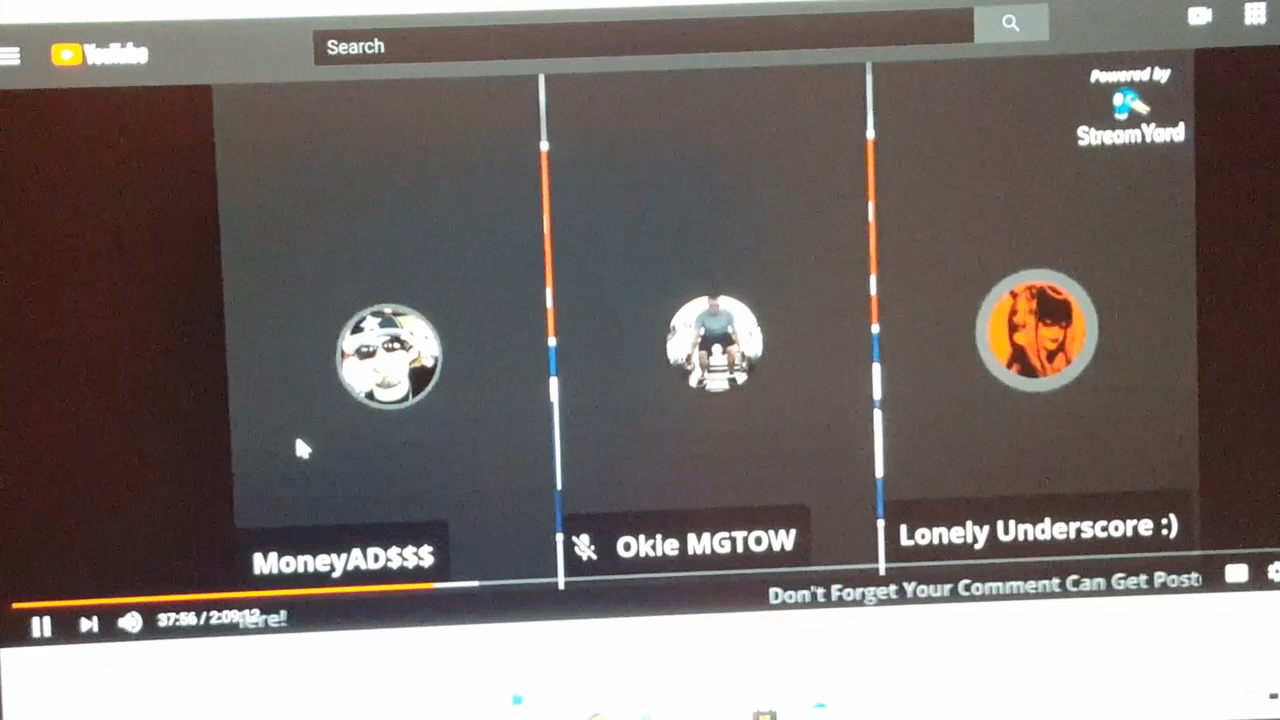 YouTube
Search
Powered by
StreamYard
MoneyAD$$$
Okie MGTOW
Lonely Underscore :)
Don't Forget Your Comment Can Get Post
37:56 / 2:09:12